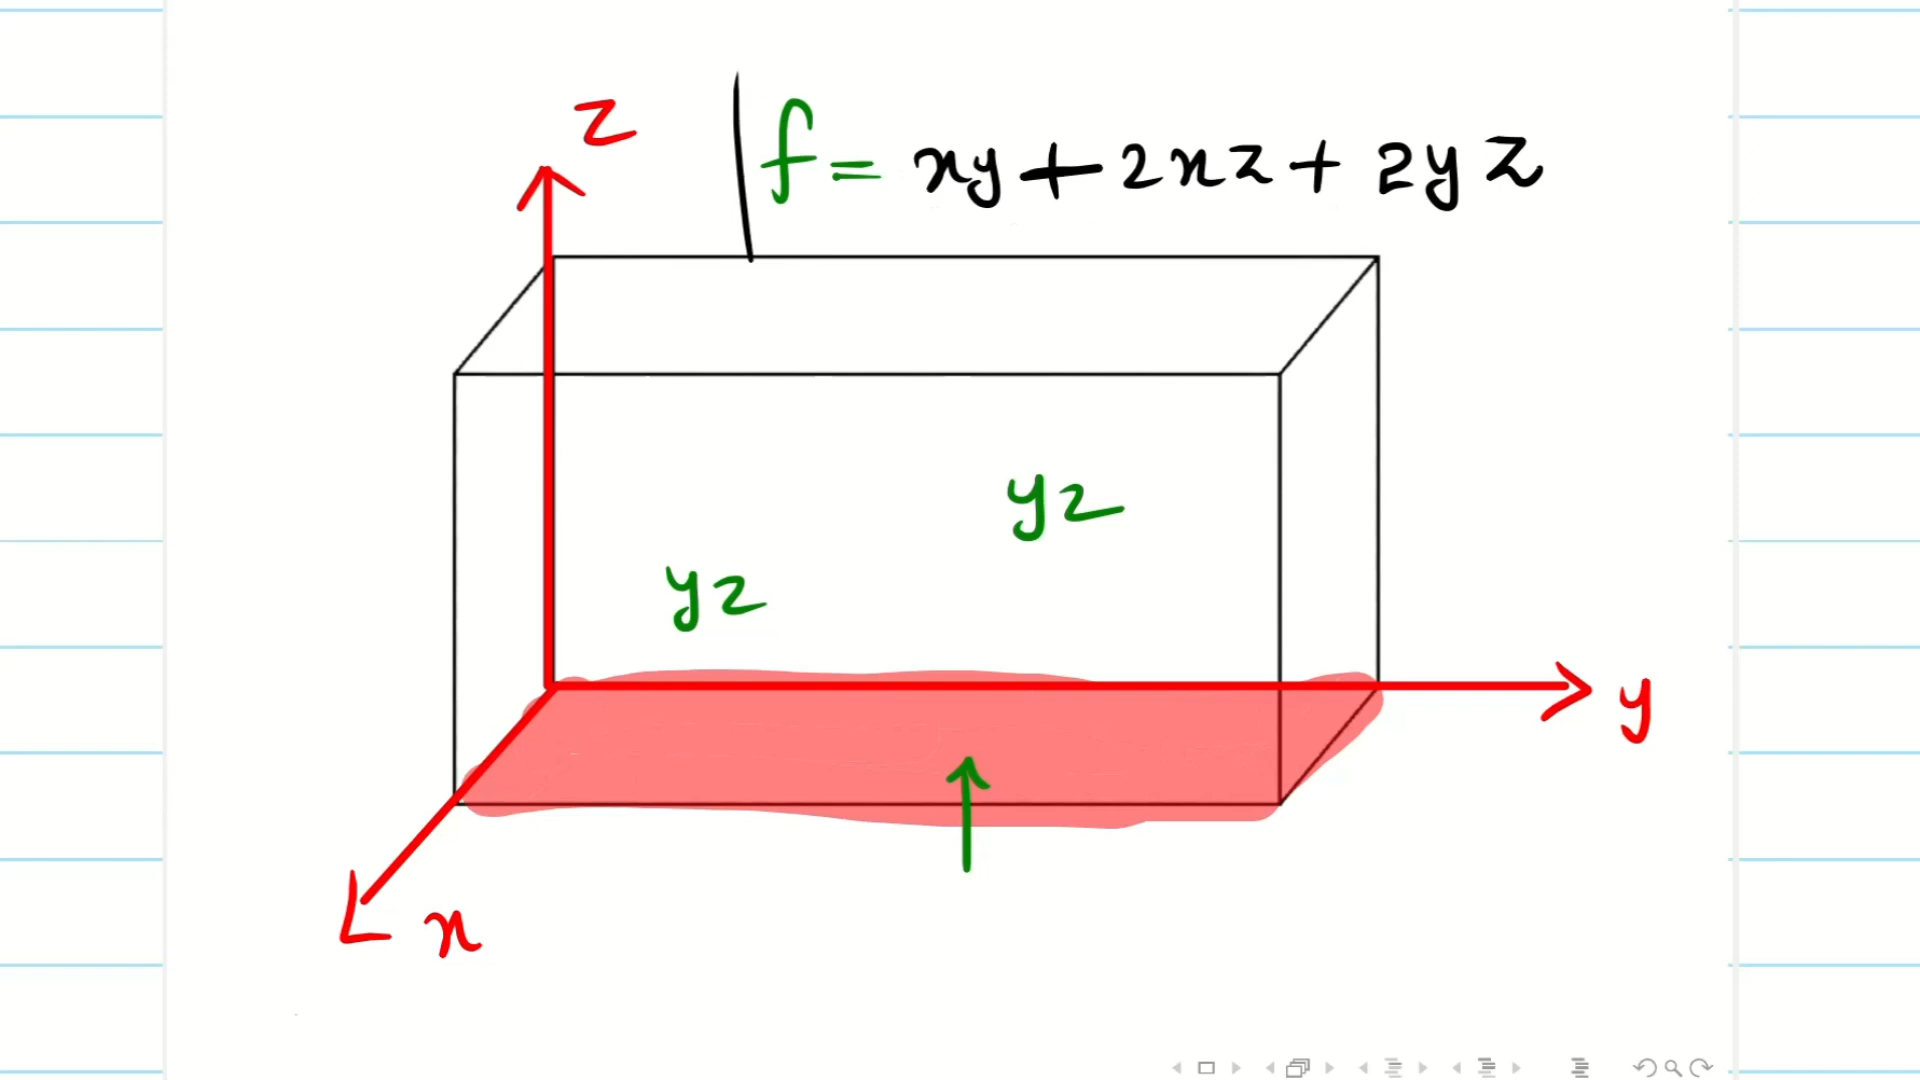 z
f = xy + 2xz + 2yz
yz
yz
y
x